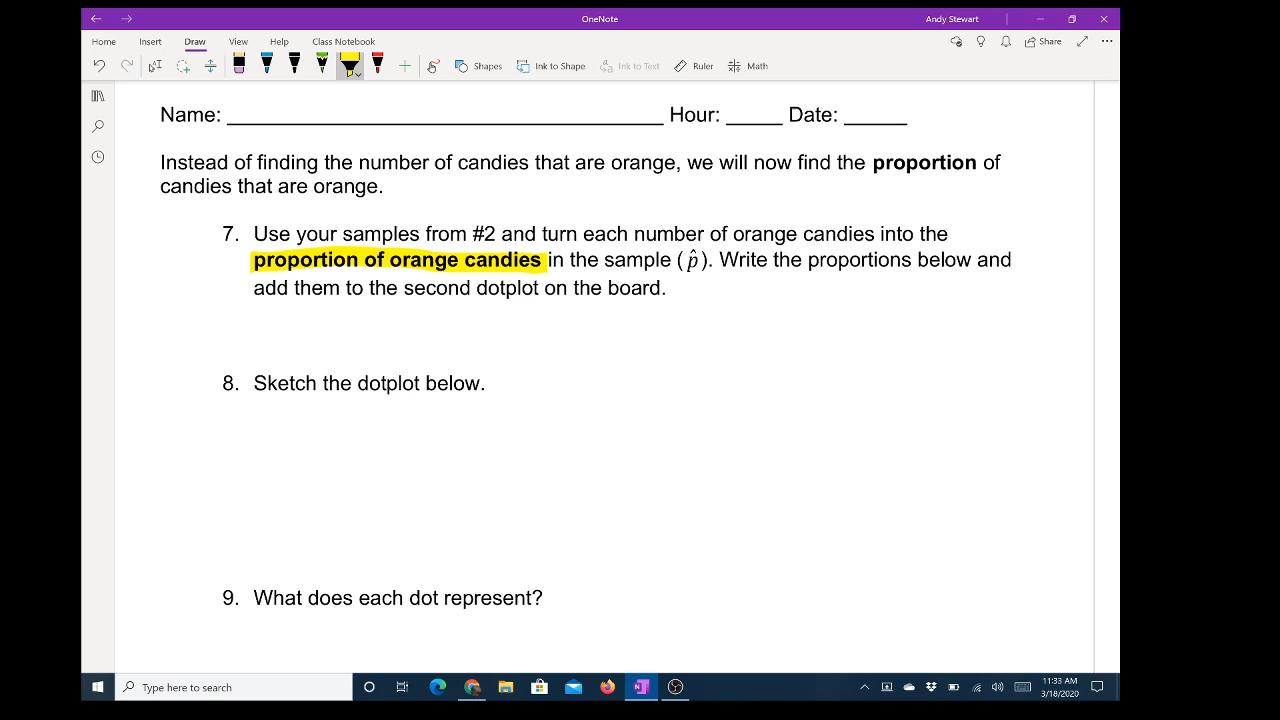 OneNote
Andy Stewart
Home Insert Draw View Help Class Notebook
Share
Shapes Ink to Shape Ink to Text Ruler Math
Name: ________________________________________ Hour: _____ Date: ______
Instead of finding the number of candies that are orange, we will now find the proportion of
candies that are orange.
7. Use your samples from #2 and turn each number of orange candies into the
proportion of orange candies in the sample (p̂). Write the proportions below and
add them to the second dotplot on the board.
8. Sketch the dotplot below.
9. What does each dot represent?
Type here to search
11:33 AM
3/18/2020